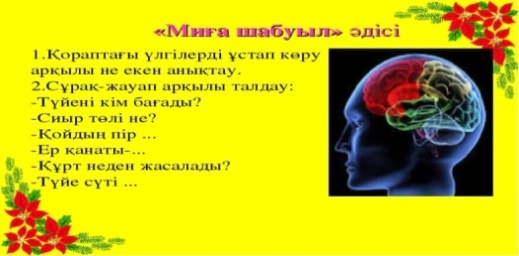 «Миға шабуыл» әдісі
1.Қораптағы үлгілерді ұстап көру
арқылы не екен анықтау.
2.Сұрақ-жауап арқылы талдау:
-Түйені кім бағады?
-Сиыр төлі не?
-Қойдың пір ...
-Ер қанаты-...
-Құрт неден жасалады?
-Түйе сүті ...